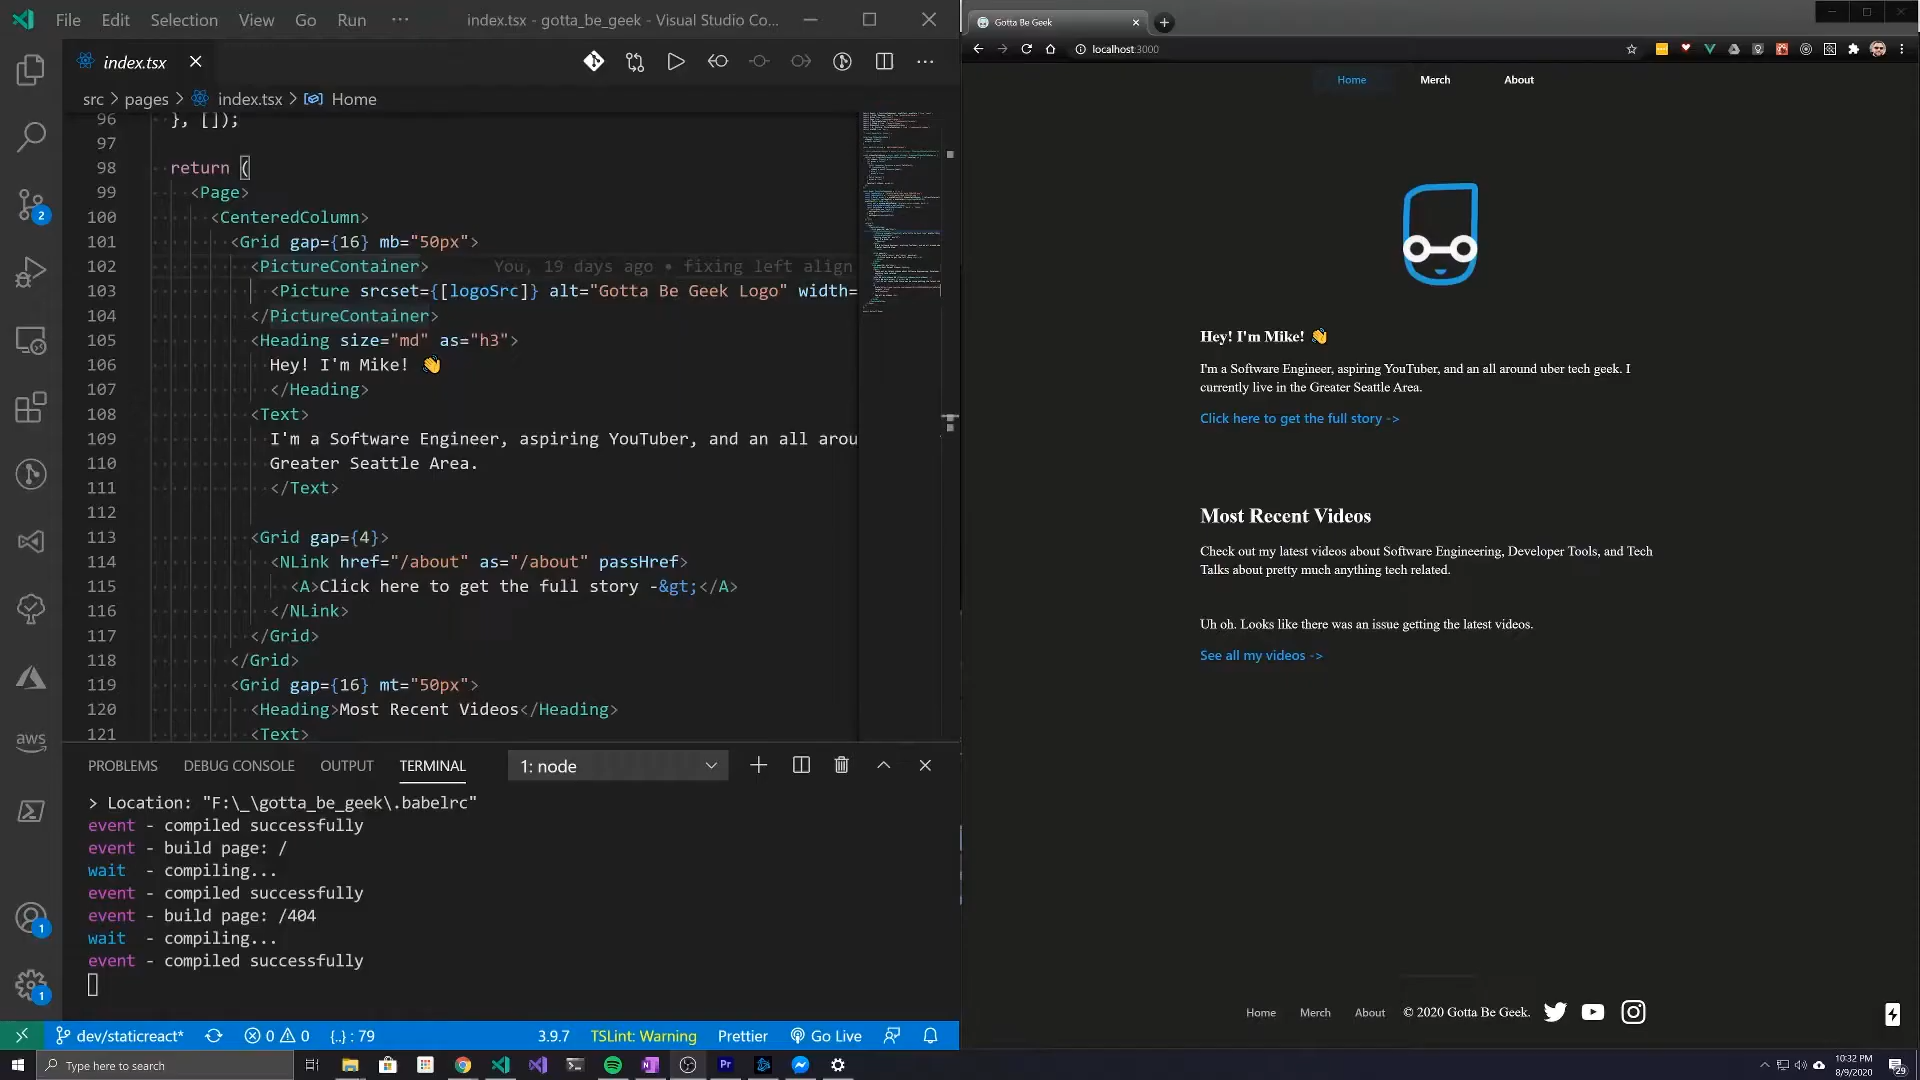 File Edit Selection View Go Run ··· index.tsx - gotta_be_geek - Visual Studio Co...
index.tsx
src > pages > index.tsx > Home
96 }, []);
97
98 return (
99 <Page>
100 <CenteredColumn>
101 <Grid gap={16} mb="50px">
102 <PictureContainer> You, 19 days ago • fixing left align
103 <Picture srcset={[logoSrc]} alt="Gotta Be Geek Logo" width=
104 </PictureContainer>
105 <Heading size="md" as="h3">
106 Hey! I'm Mike! 👋
107 </Heading>
108 <Text>
109 I'm a Software Engineer, aspiring YouTuber, and an all arou
110 Greater Seattle Area.
111 </Text>
112
113 <Grid gap={4}>
114 <NLink href="/about" as="/about" passHref>
115 <A>Click here to get the full story -&gt;</A>
116 </NLink>
117 </Grid>
118 </Grid>
119 <Grid gap={16} mt="50px">
120 <Heading>Most Recent Videos</Heading>
121 <Text>
PROBLEMS DEBUG CONSOLE OUTPUT TERMINAL 1: node
> Location: "F:\_\gotta_be_geek\.babelrc"
event - compiled successfully
event - build page: /
wait - compiling...
event - compiled successfully
event - build page: /404
wait - compiling...
event - compiled successfully
2
aws
1
1
dev/staticreact* 0 0 {..} : 79 3.9.7 TSLint: Warning Prettier Go Live
Gotta Be Geek
localhost:3000
Home Merch About
Hey! I'm Mike! 👋
I'm a Software Engineer, aspiring YouTuber, and an all around uber tech geek. I
currently live in the Greater Seattle Area.
Click here to get the full story ->
Most Recent Videos
Check out my latest videos about Software Engineering, Developer Tools, and Tech
Talks about pretty much anything tech related.
Uh oh. Looks like there was an issue getting the latest videos.
See all my videos ->
Home Merch About © 2020 Gotta Be Geek.
Type here to search
Pr
10:32 PM
8/9/2020
29